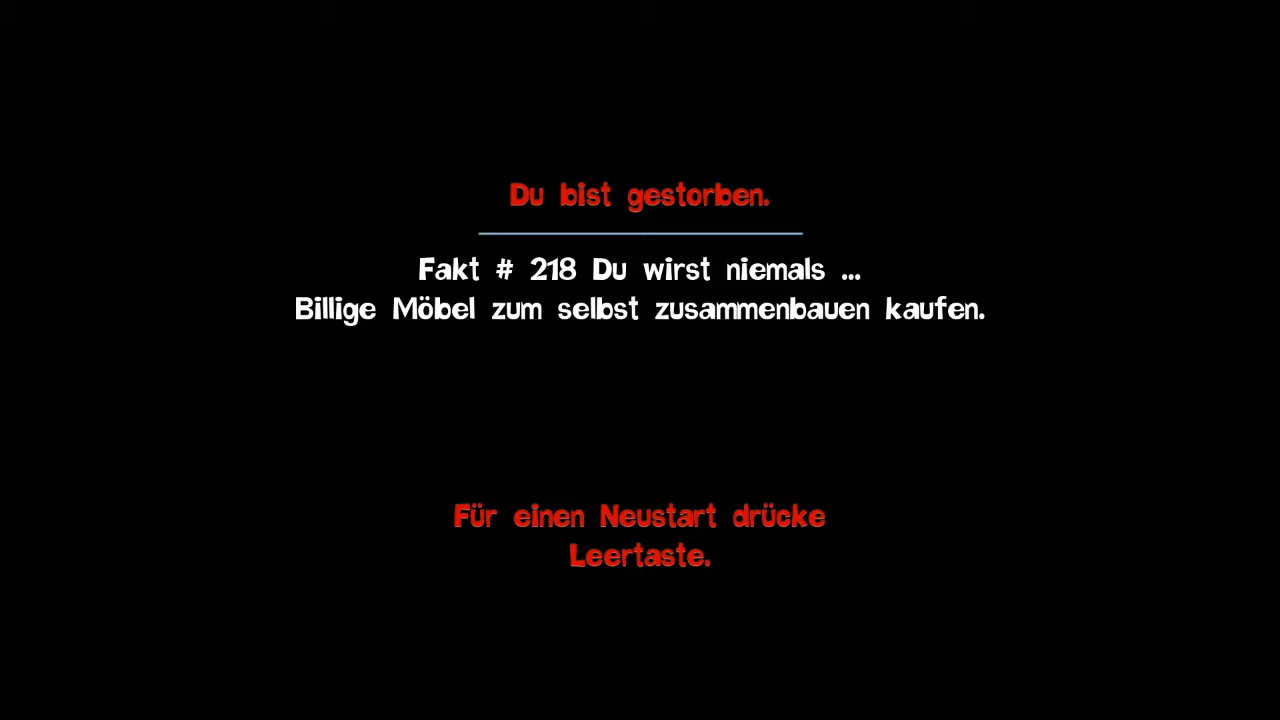 Du bist gestorben.
Fakt # 218 Du wirst niemals ...
Billige Möbel zum selbst zusammenbauen kaufen.
Für einen Neustart drücke
Leertaste.